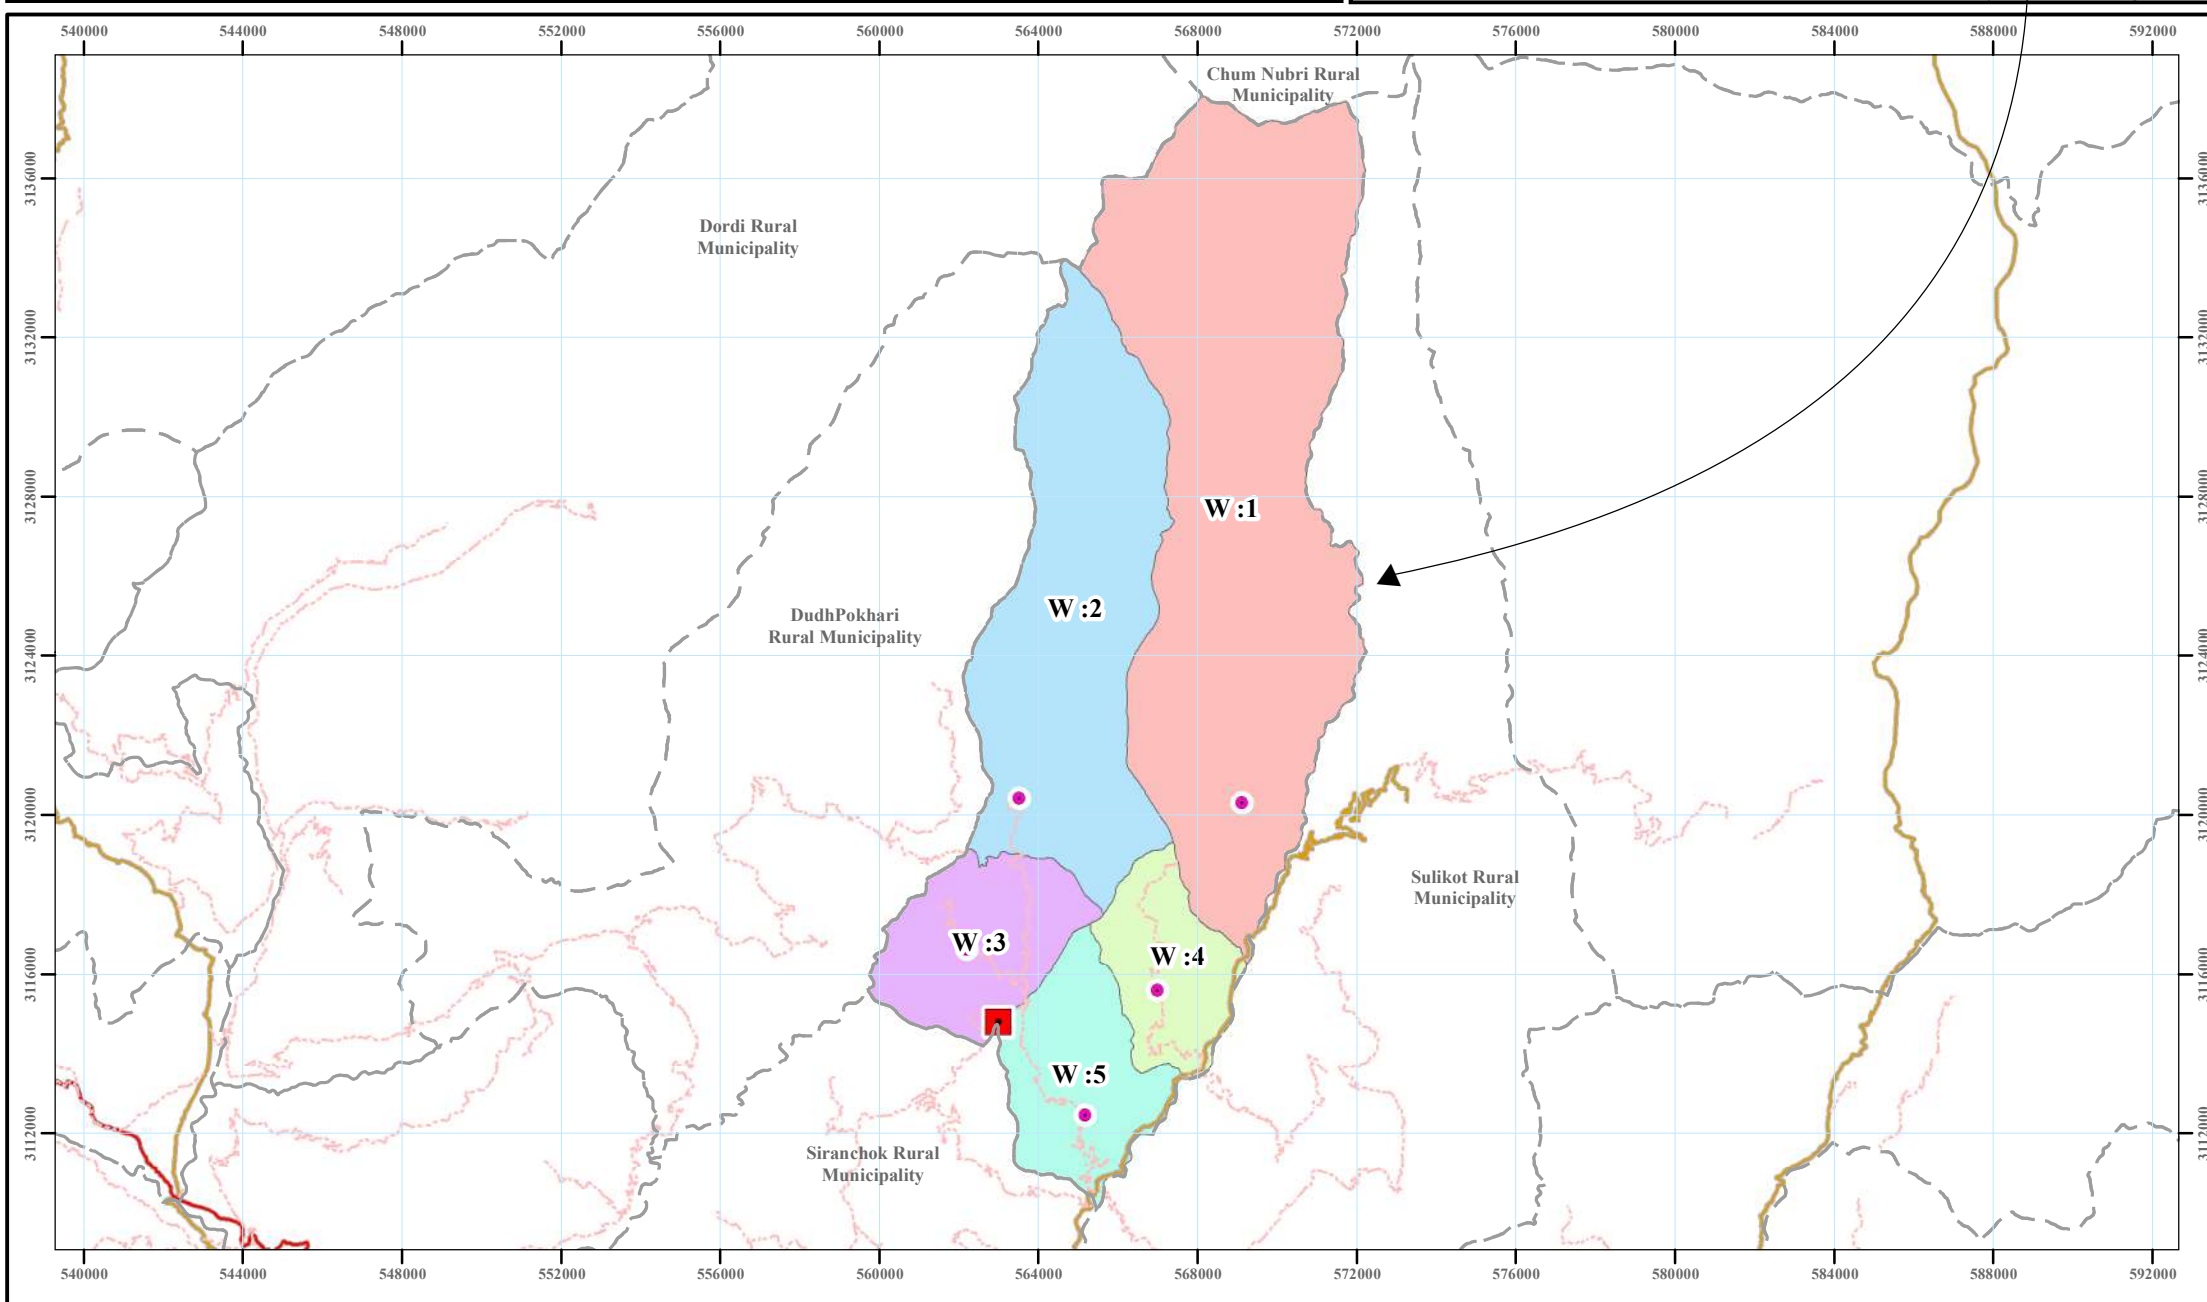 540000 544000 548000 552000 556000 560000 564000 568000 572000 576000 580000 584000 588000 592000
Chum Nubri Rural
Municipality
3136000 3136000
Dordi Rural
Municipality
3132000 3132000
3128000 3128000
W :1
W :2
DudhPokhari
Rural Municipality
3124000 3124000
3120000 3120000
Sulikot Rural
Municipality
W :3
W :4
3116000 3116000
W :5
3112000 3112000
Siranchok Rural
Municipality
540000 544000 548000 552000 556000 560000 564000 568000 572000 576000 580000 584000 588000 592000